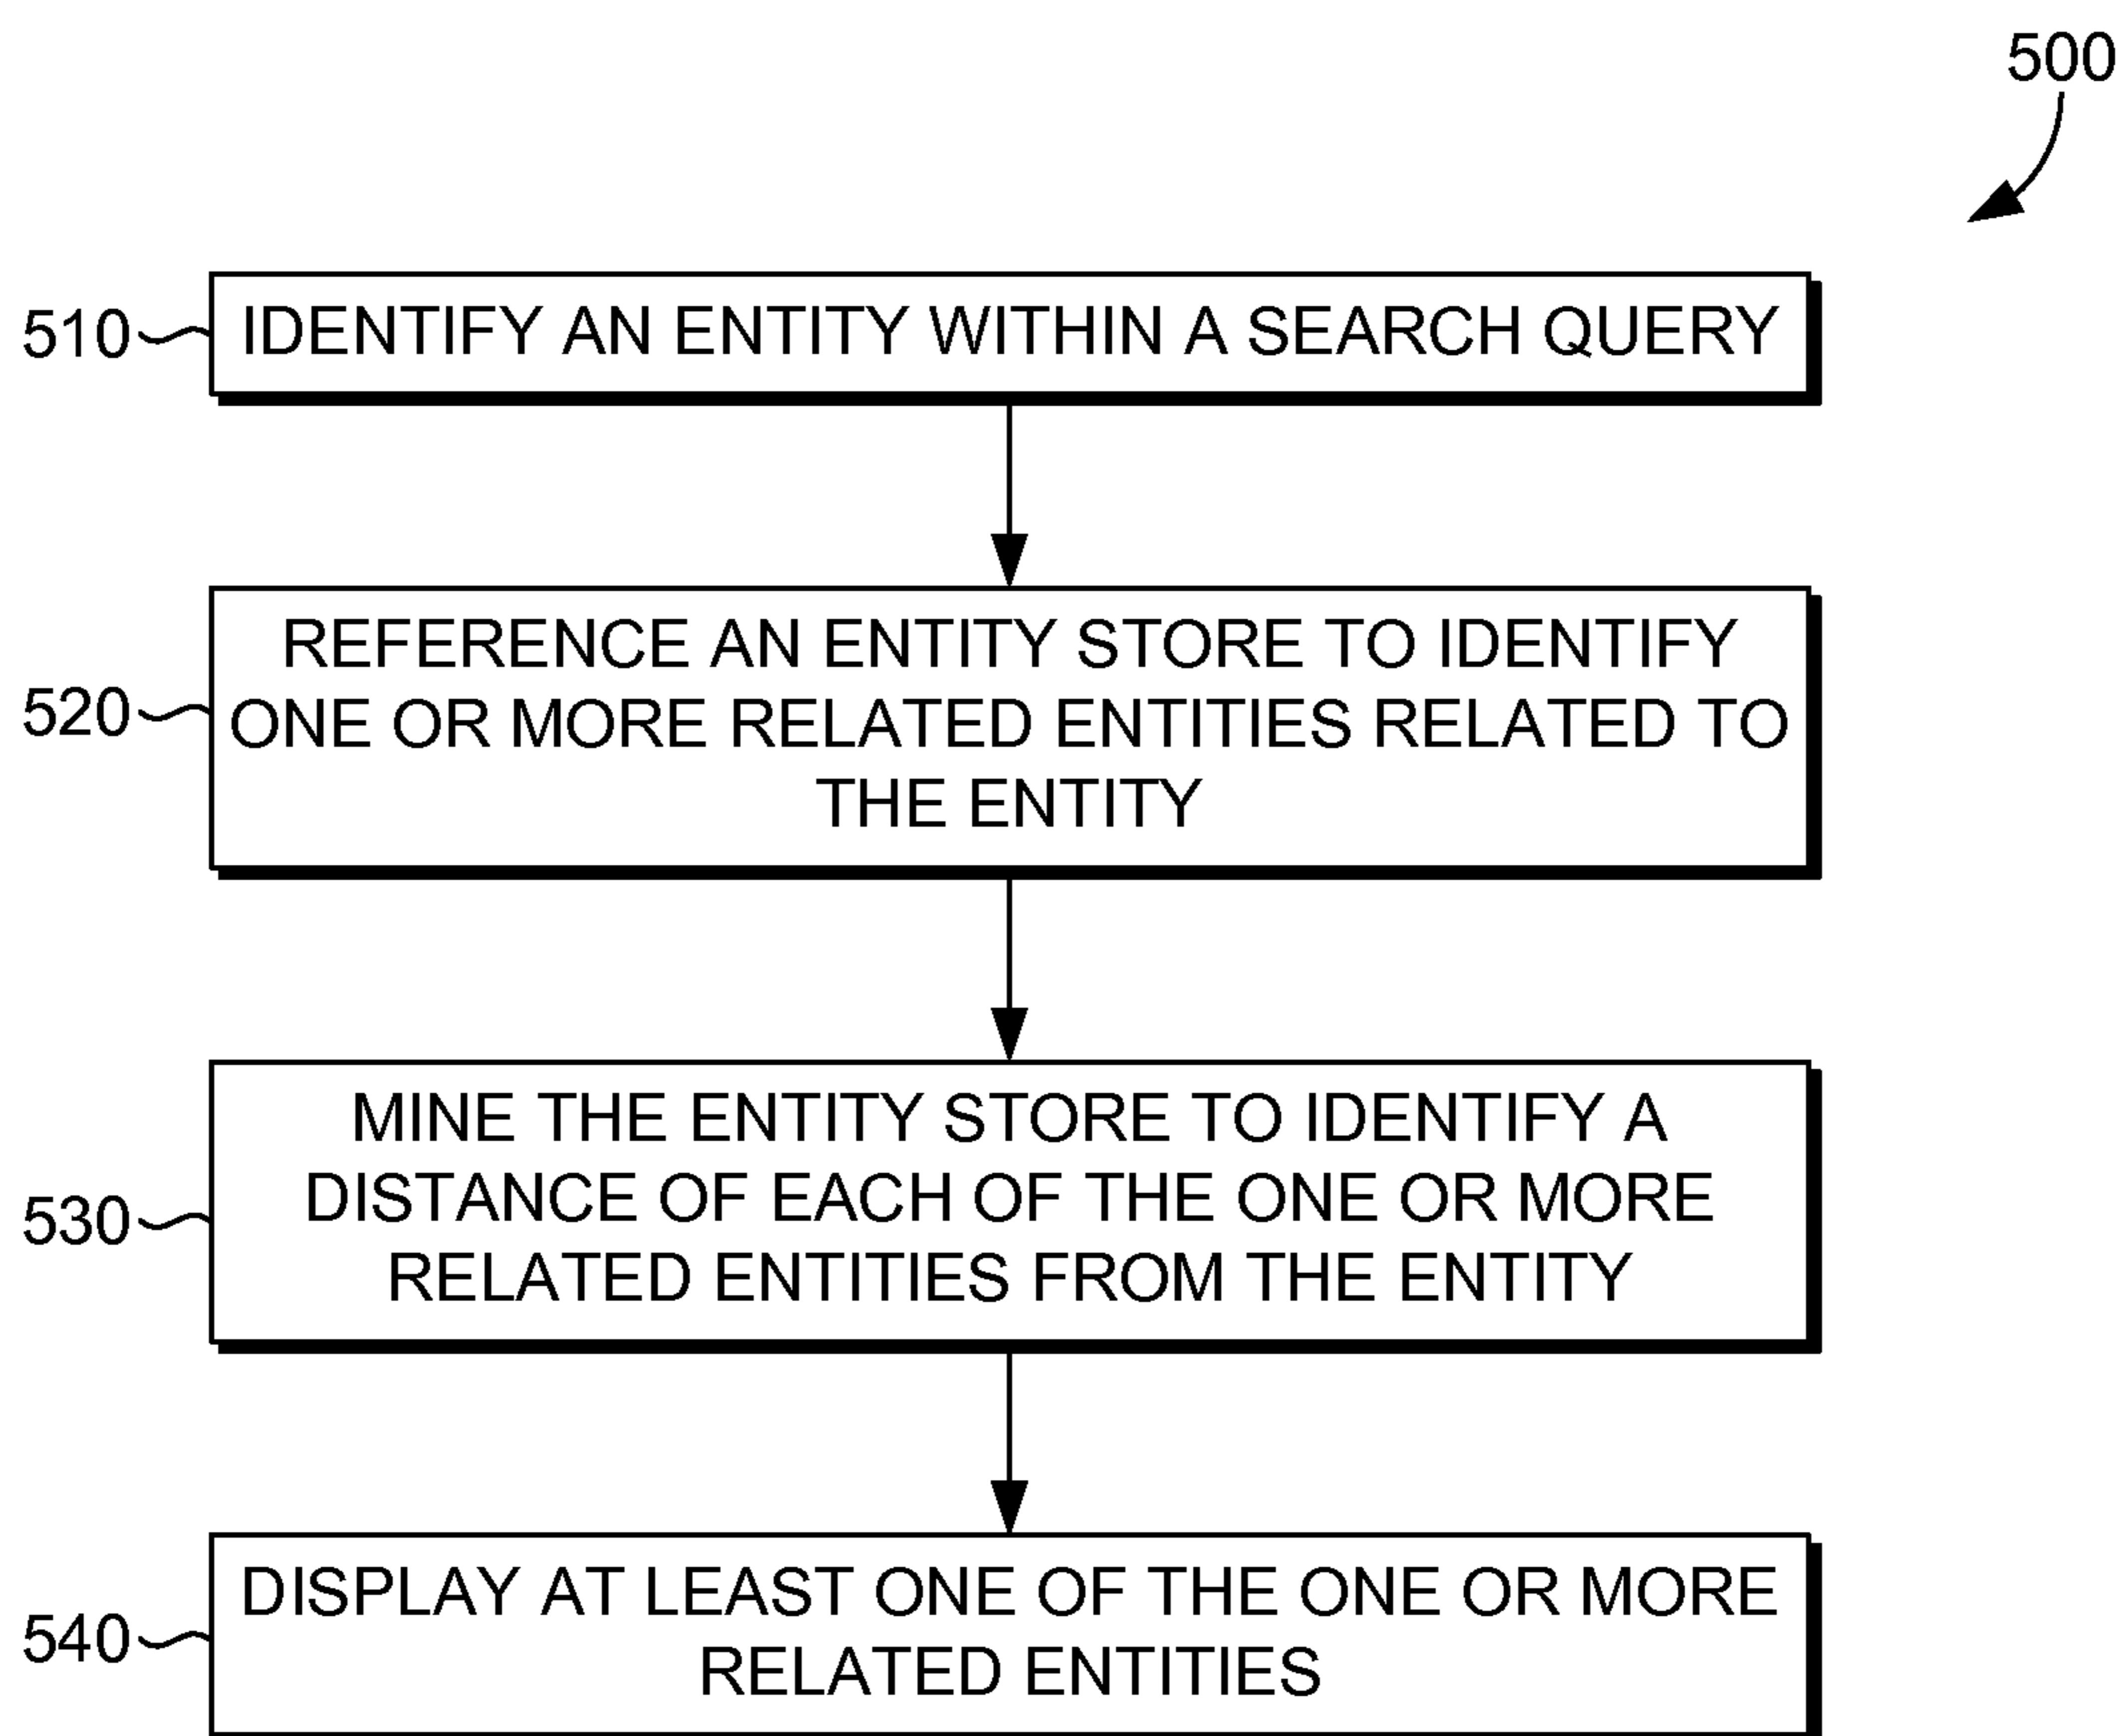 500
510
IDENTIFY AN ENTITY WITHIN A SEARCH QUERY
520
REFERENCE AN ENTITY STORE TO IDENTIFY
ONE OR MORE RELATED ENTITIES RELATED TO
THE ENTITY
530
MINE THE ENTITY STORE TO IDENTIFY A
DISTANCE OF EACH OF THE ONE OR MORE
RELATED ENTITIES FROM THE ENTITY
540
DISPLAY AT LEAST ONE OF THE ONE OR MORE
RELATED ENTITIES